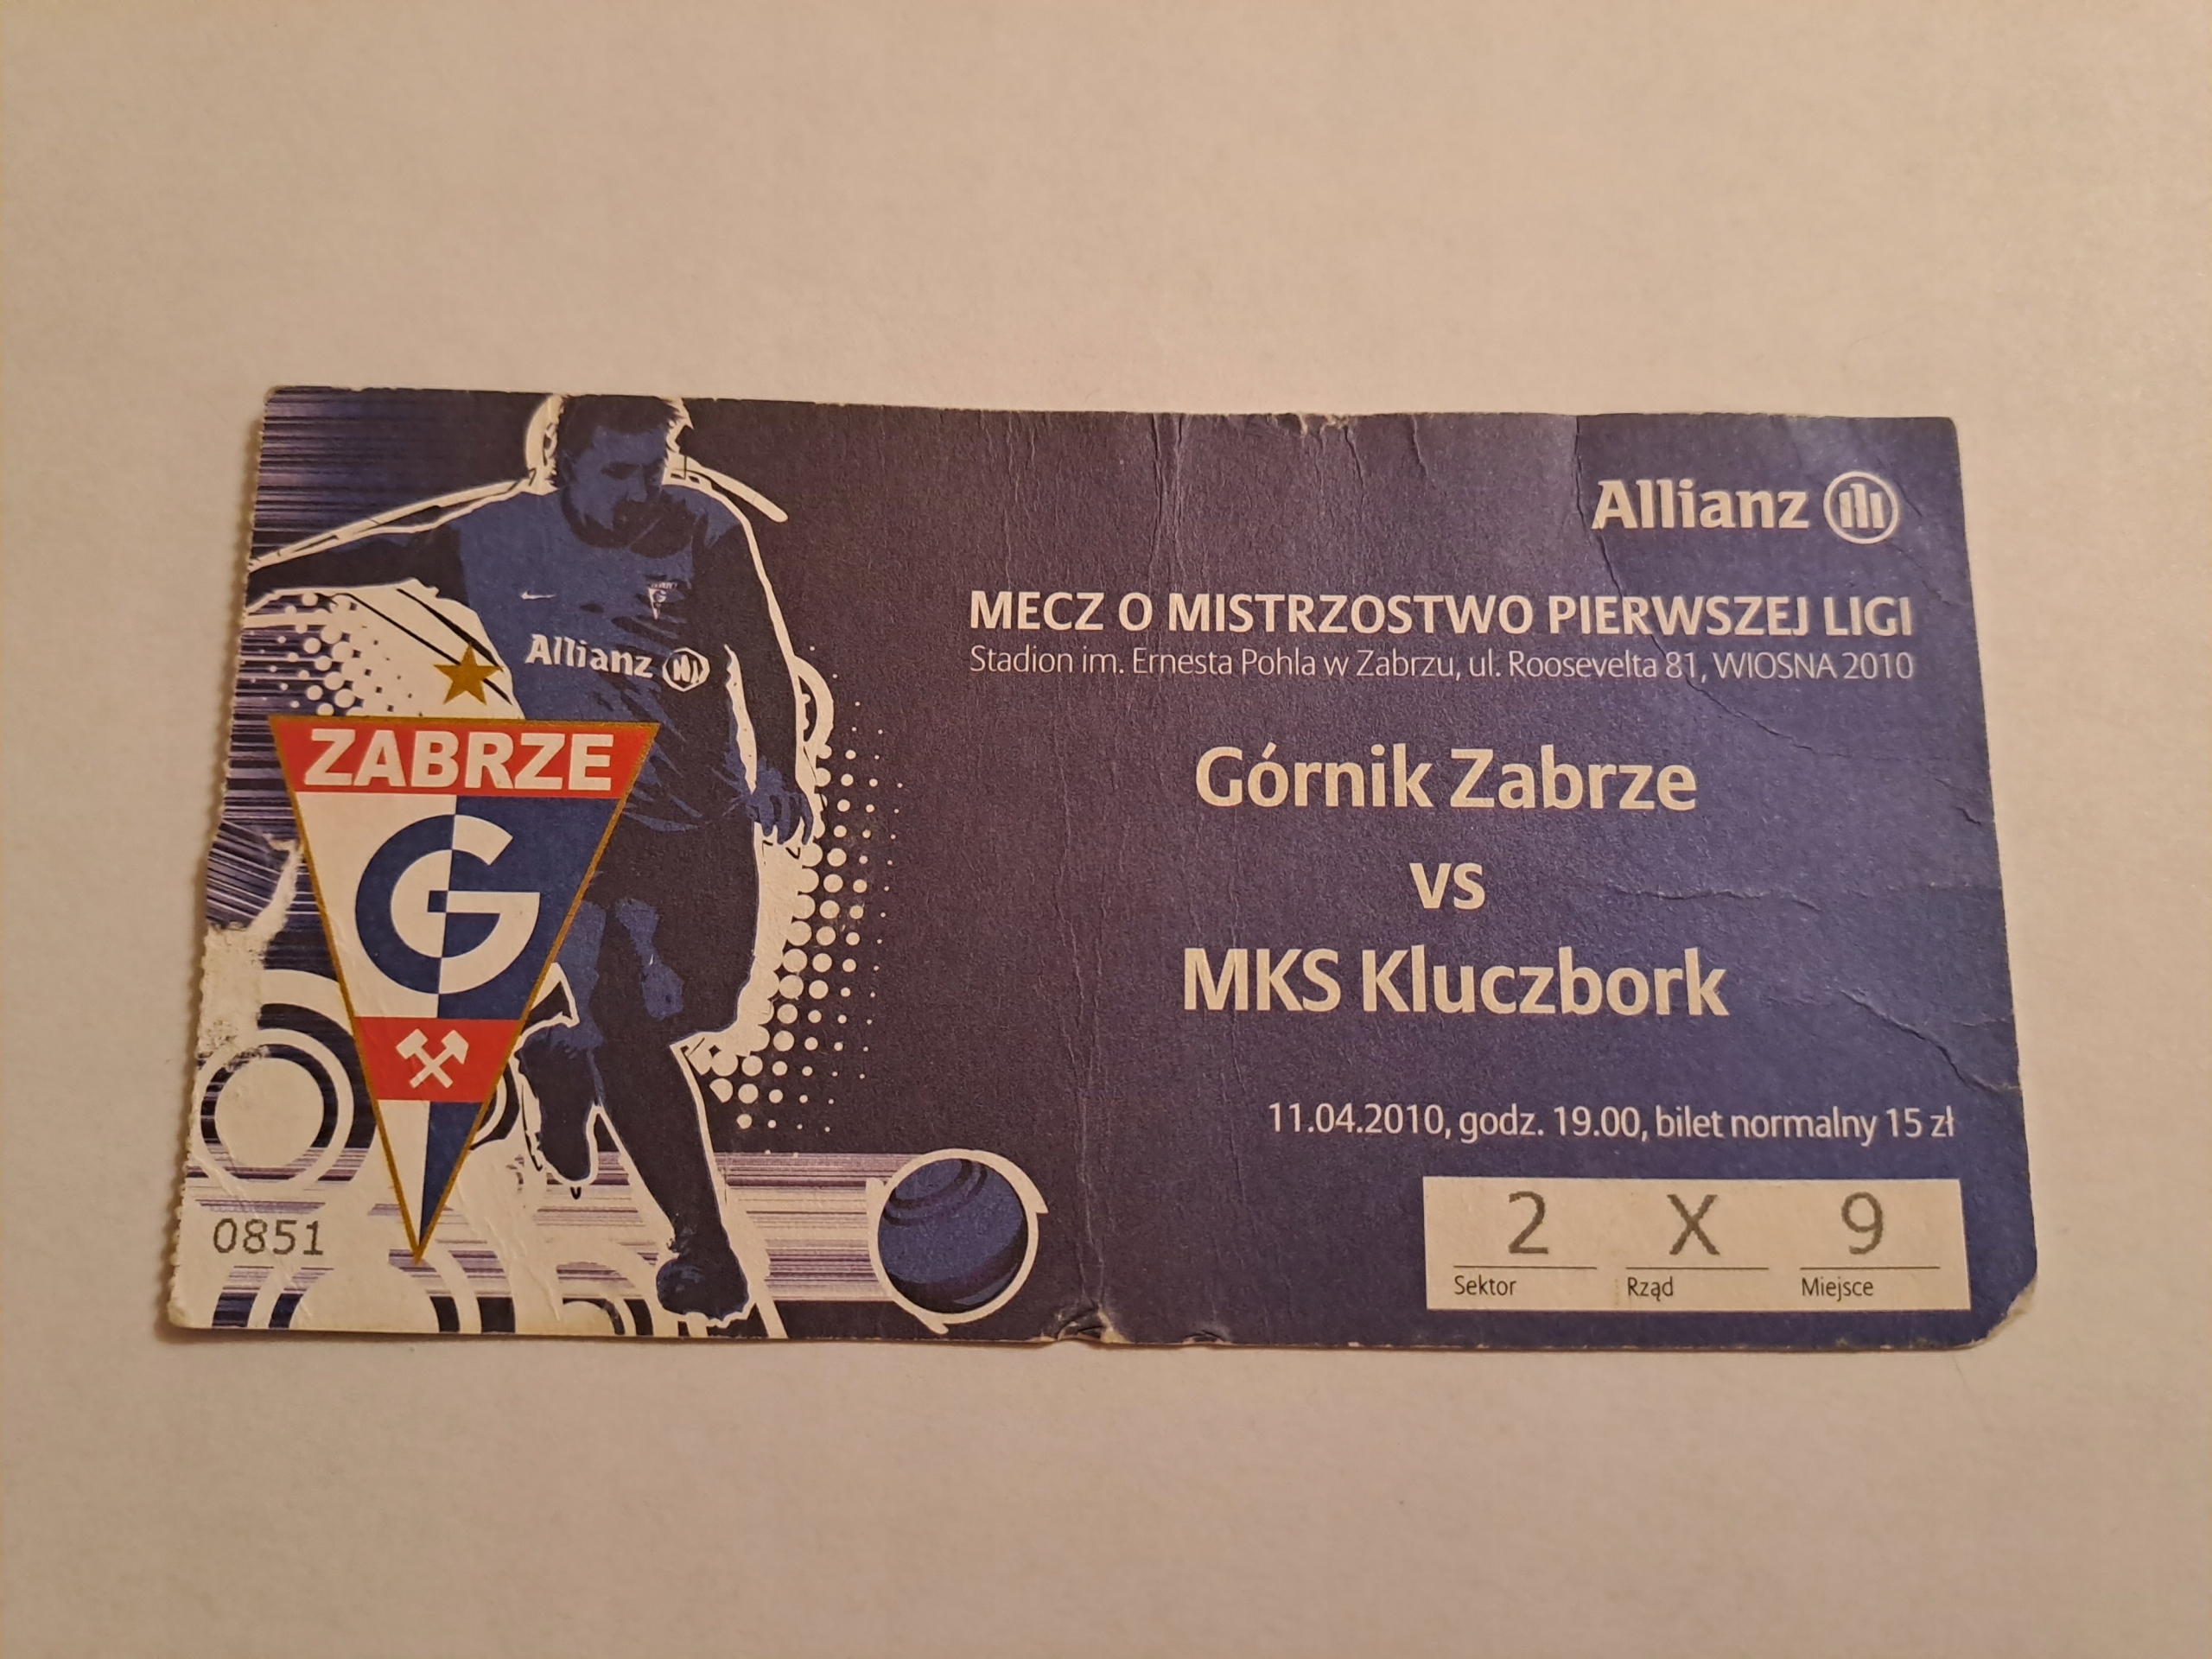 Allianz
MECZ O MISTRZOSTWO PIERWSZEJ LIGI
Stadion im. Ernesta Pohla w Zabrzu, ul. Roosevelta 81, WIOSNA 2010
Allianz
ZABRZE
G
Górnik Zabrze
vs
MKS Kluczbork
11.04.2010, godz. 19.00, bilet normalny 15 zł
0851
2 X 9
Sektor Rząd Miejsce